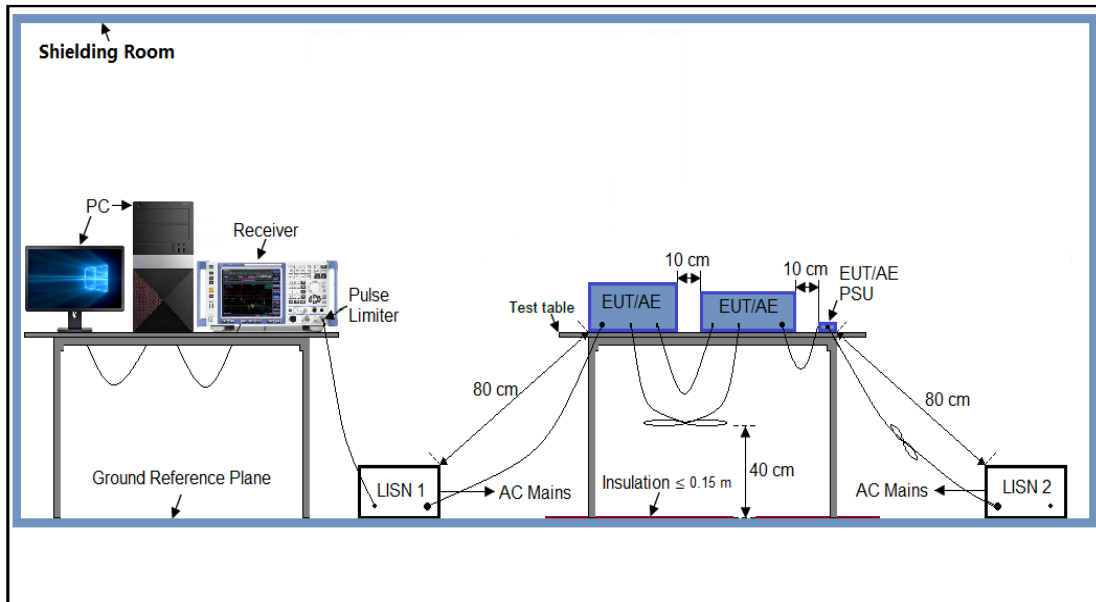 Shielding Room
PC
Receiver
Pulse
Limiter
10 cm
10 cm
EUT/AE
PSU
EUT/AE
EUT/AE
Test table
80 cm
80 cm
40 cm
Ground Reference Plane
LISN 1
AC Mains
Insulation ≤ 0.15 m
AC Mains
LISN 2